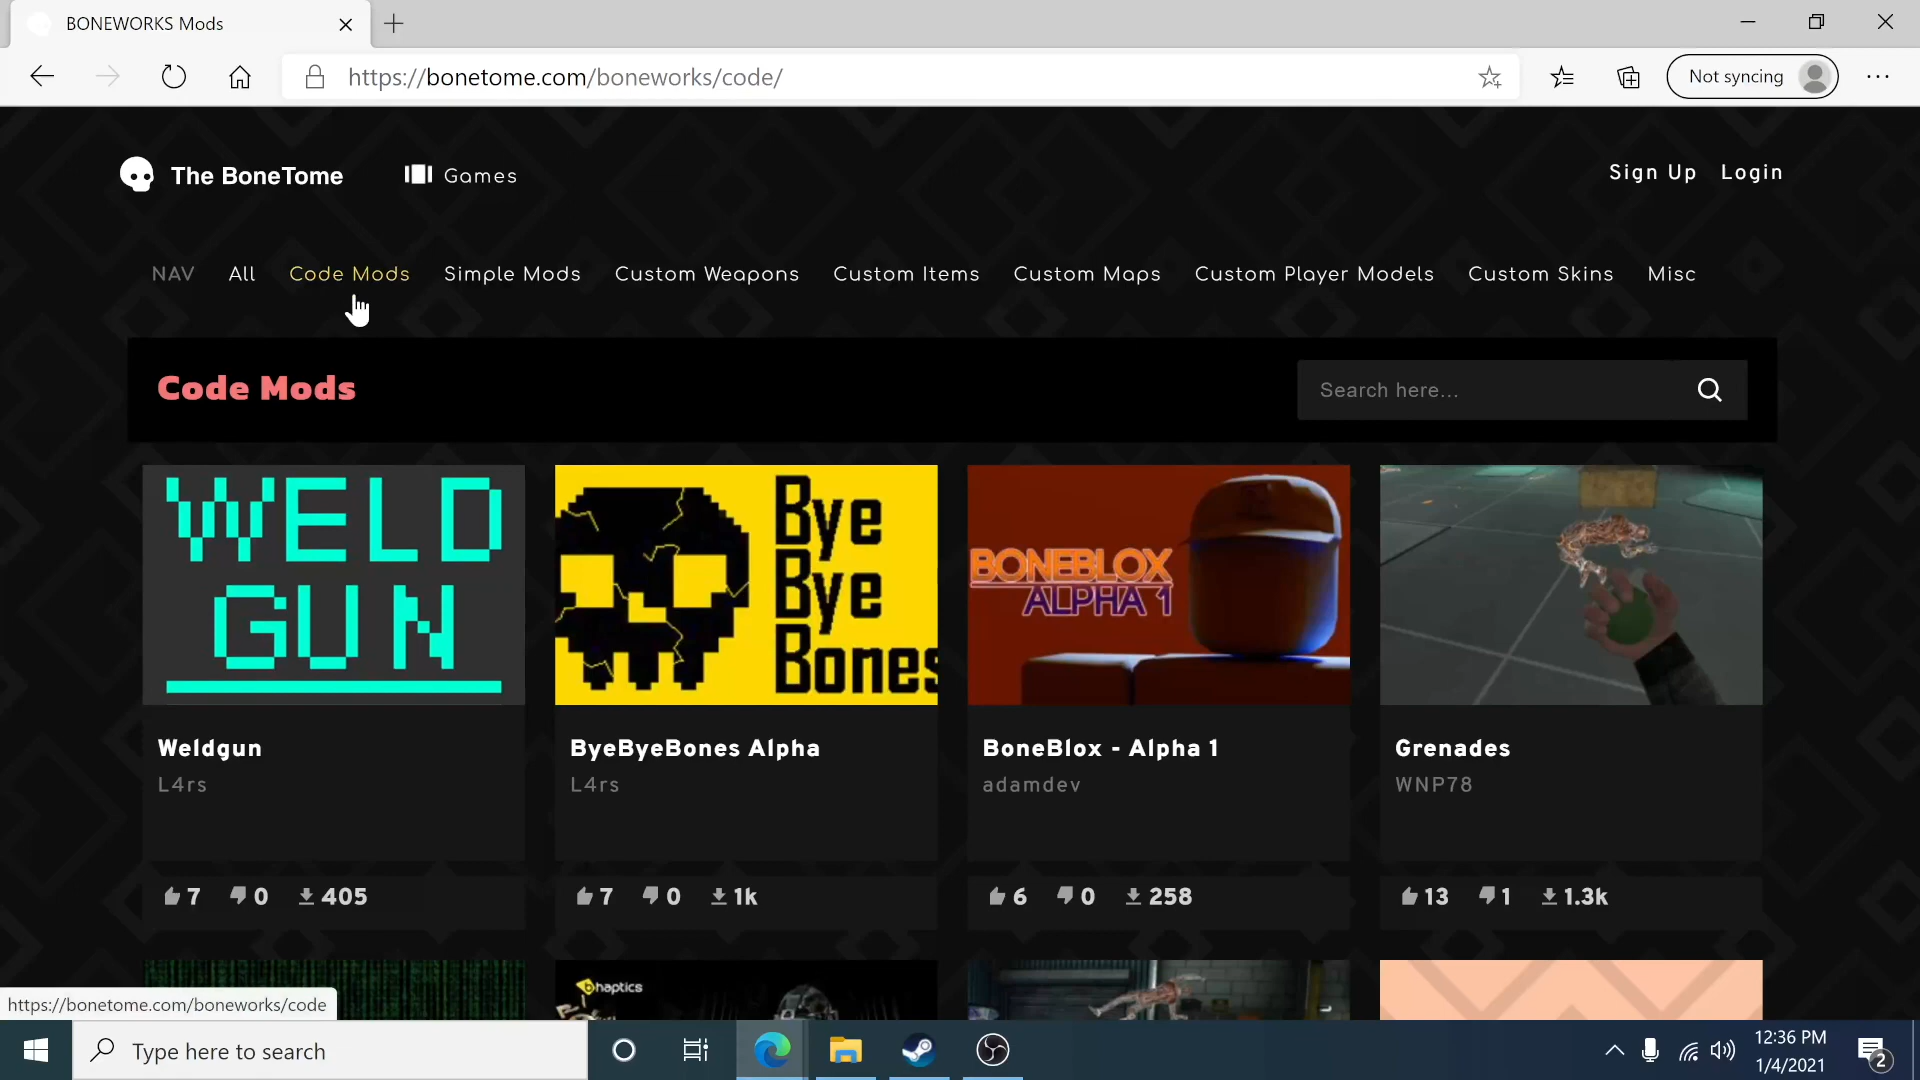 BONEWORKS Mods
https://bonetome.com/boneworks/code/
Not syncing
The BoneTome
Games
Sign Up Login
NAV All Code Mods Simple Mods Custom Weapons Custom Items Custom Maps Custom Player Models Custom Skins Misc
Code Mods
Search here...
WELD
GUN
Bye
Bye
Bones
BONEBLOX
ALPHA 1
Weldgun
L4rs
ByeByeBones Alpha
L4rs
BoneBlox - Alpha 1
adamdev
Grenades
WNP78
7 0 405
7 0 1k
6 0 258
13 1 1.3k
bhaptics
https://bonetome.com/boneworks/code
Type here to search
12:36 PM
1/4/2021
2